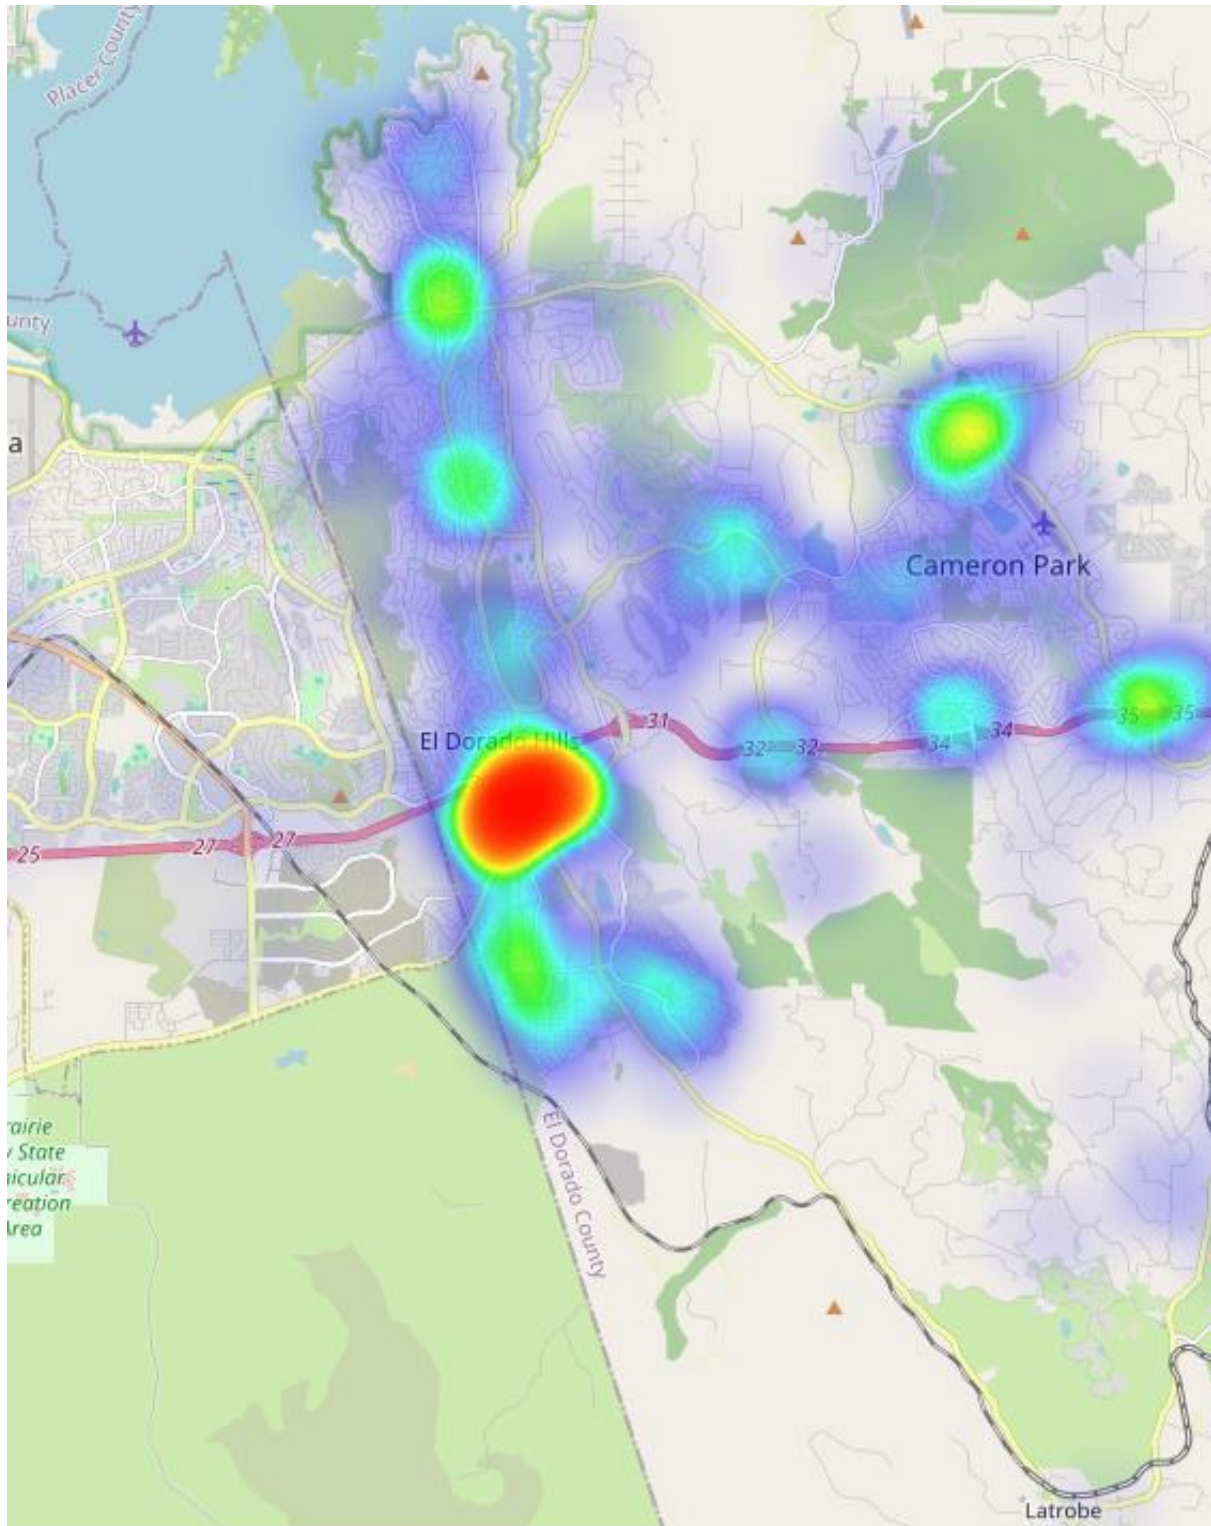 Placer County
unty
a
Cameron Park
35
35
El Dorado Hills
31
32
32
34
34
27
27
25
El Dorado County
rairie
State
icular
reation
Area
Latrobe